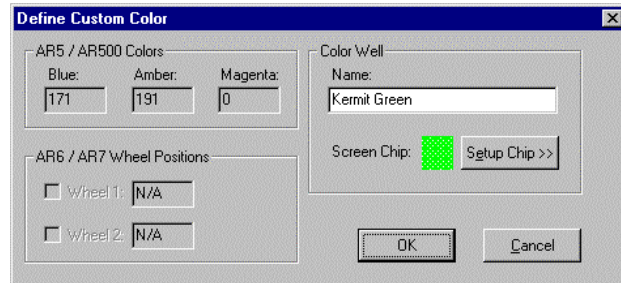 Define Custom Color
AR5 / AR500 Colors
Blue: Amber: Magenta:
171 191 0
AR6 / AR7 Wheel Positions
Wheel 1: N/A
Wheel 2: N/A
Color Well
Name:
Kermit Green
Screen Chip: Setup Chip >>
OK Cancel